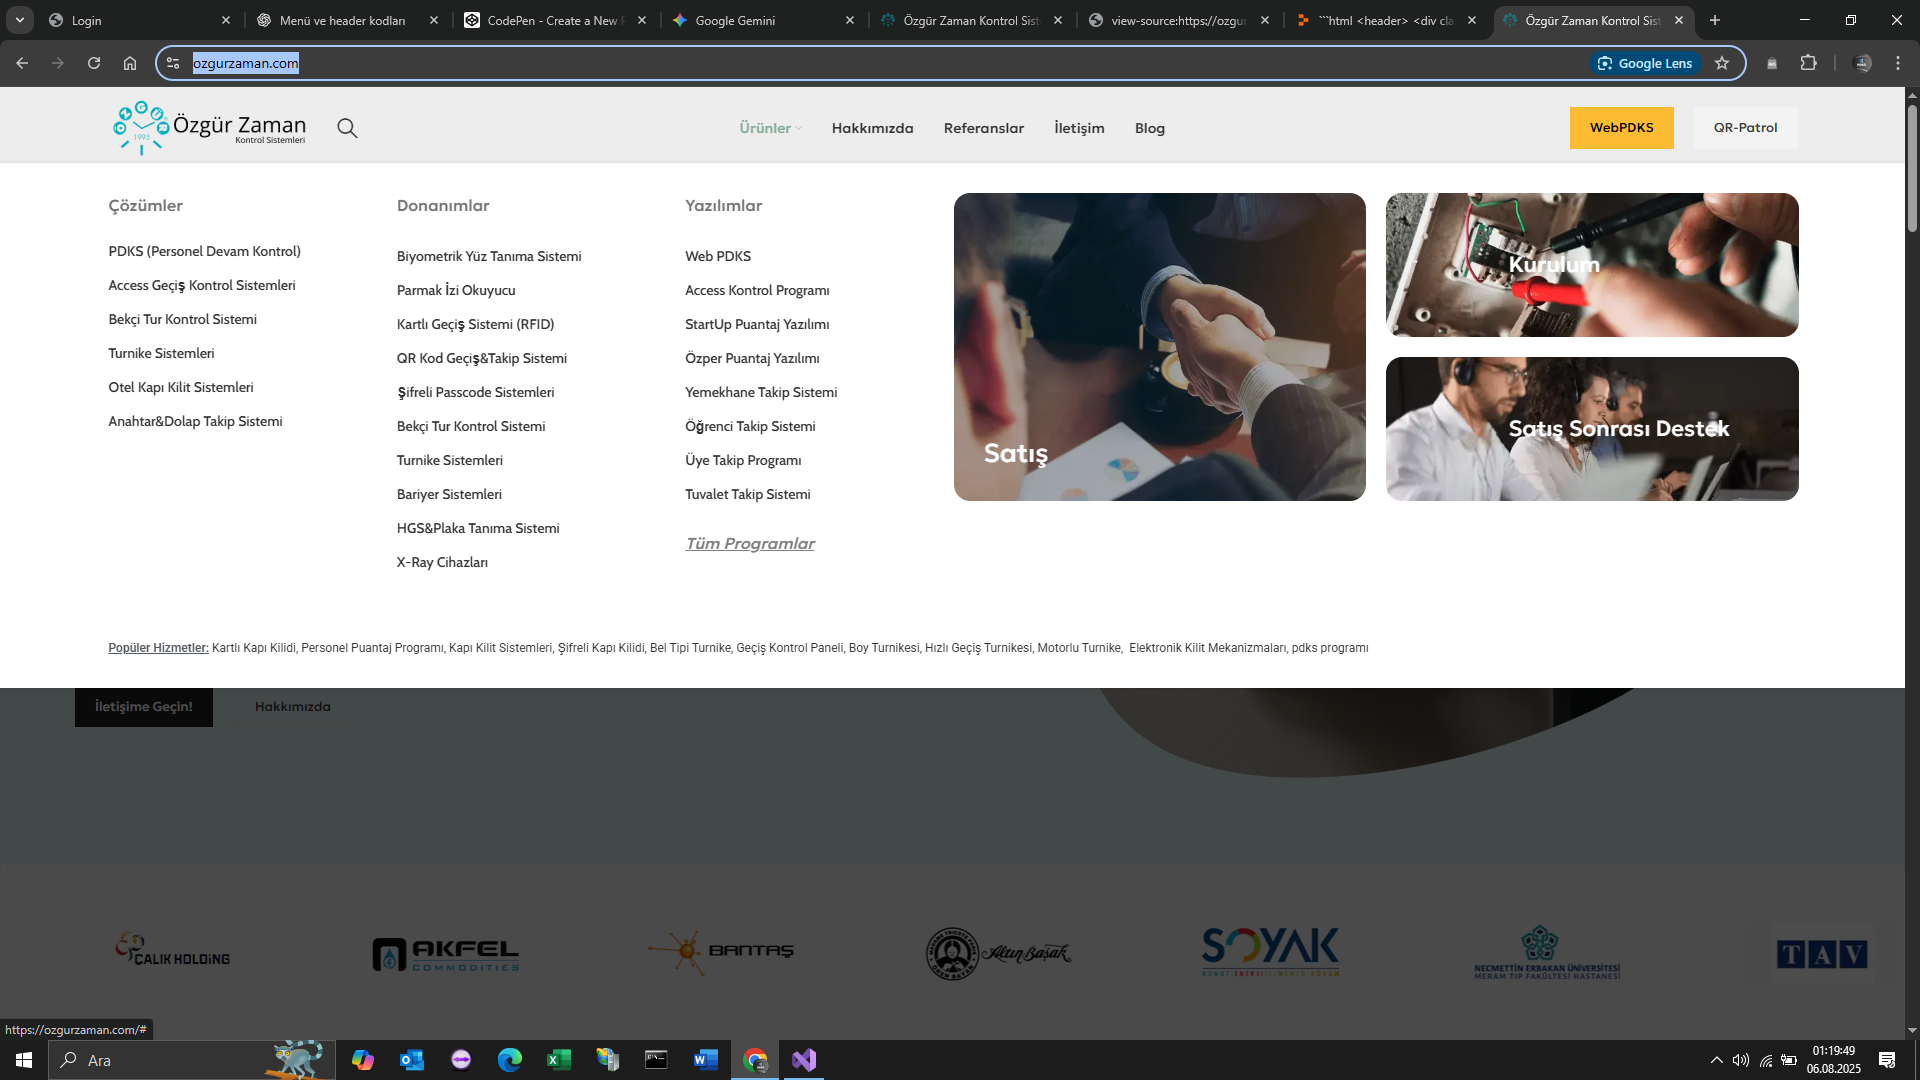 Login
Menü ve header kodları
CodePen - Create a New
Google Gemini
Özgür Zaman Kontrol Sist
view-source:https://ozgur
```html <header> <div cla
Özgür Zaman Kontrol Sist
ozgurzaman.com
Google Lens
Özgür Zaman
Kontrol Sistemleri
1995
Ürünler
Hakkımızda
Referanslar
İletişim
Blog
WebPDKS
QR-Patrol
Çözümler
PDKS (Personel Devam Kontrol)
Access Geçiş Kontrol Sistemleri
Bekçi Tur Kontrol Sistemi
Turnike Sistemleri
Otel Kapı Kilit Sistemleri
Anahtar&Dolap Takip Sistemi
Donanımlar
Biyometrik Yüz Tanıma Sistemi
Parmak İzi Okuyucu
Kartlı Geçiş Sistemi (RFID)
QR Kod Geçiş&Takip Sistemi
Şifreli Passcode Sistemleri
Bekçi Tur Kontrol Sistemi
Turnike Sistemleri
Bariyer Sistemleri
HGS&Plaka Tanıma Sistemi
X-Ray Cihazları
Yazılımlar
Web PDKS
Access Kontrol Programı
StartUp Puantaj Yazılımı
Özper Puantaj Yazılımı
Yemekhane Takip Sistemi
Öğrenci Takip Sistemi
Üye Takip Programı
Tuvalet Takip Sistemi
Tüm Programlar
Satış
Kurulum
Satış Sonrası Destek
Popüler Hizmetler: Kartlı Kapı Kilidi, Personel Puantaj Programı, Kapı Kilit Sistemleri, Şifreli Kapı Kilidi, Bel Tipi Turnike, Geçiş Kontrol Paneli, Boy Turnikesi, Hızlı Geçiş Turnikesi, Motorlu Turnike, Elektronik Kilit Mekanizmaları, pdks programı
İletişime Geçin!
Hakkımızda
ÇALIK HOLDiNG
AKFEL
COMMODITIES
BANTAŞ
Altın Başak
SOYAK
KONUT ENERJİ ÇİMENTO DÖKÜM
NECMETTİN ERBAKAN ÜNİVERSİTESİ
MERAM TIP FAKÜLTESİ HASTANESİ
TAV
https://ozgurzaman.com/#
Ara
01:19:49
06.08.2025